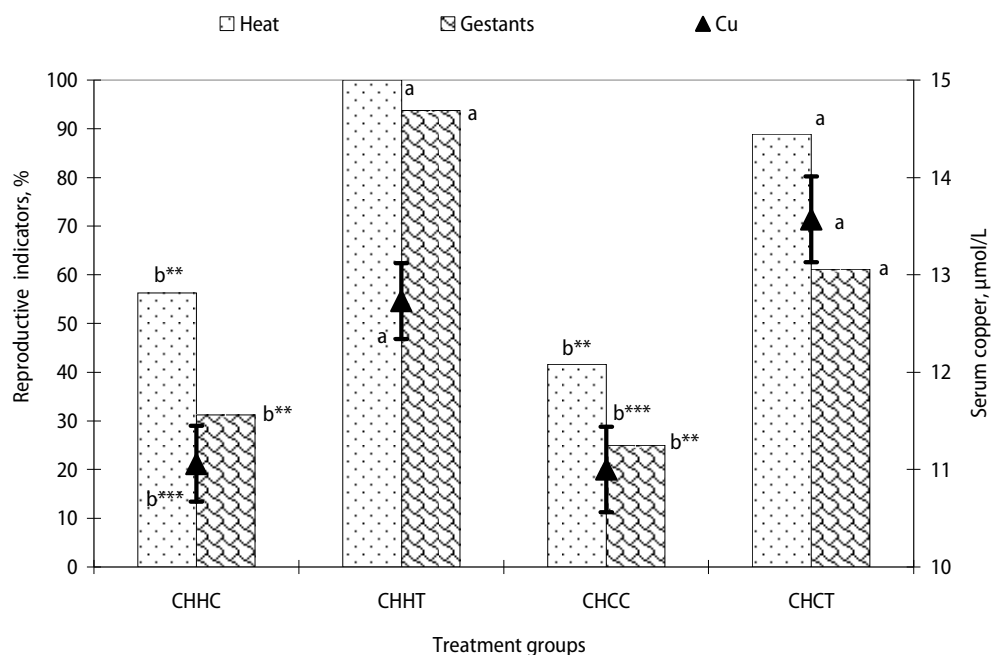 Heat Gestants Cu
100 15
a
a a
90
a
80 14
70
a
b** 13
60 a
50
a
b**
40 12
b***
30 b** b**
20 11
b***
10
0 10
CHHC CHHT CHCC CHCT
Treatment groups
Reproductive indicators, %
Serum copper, µmol/L